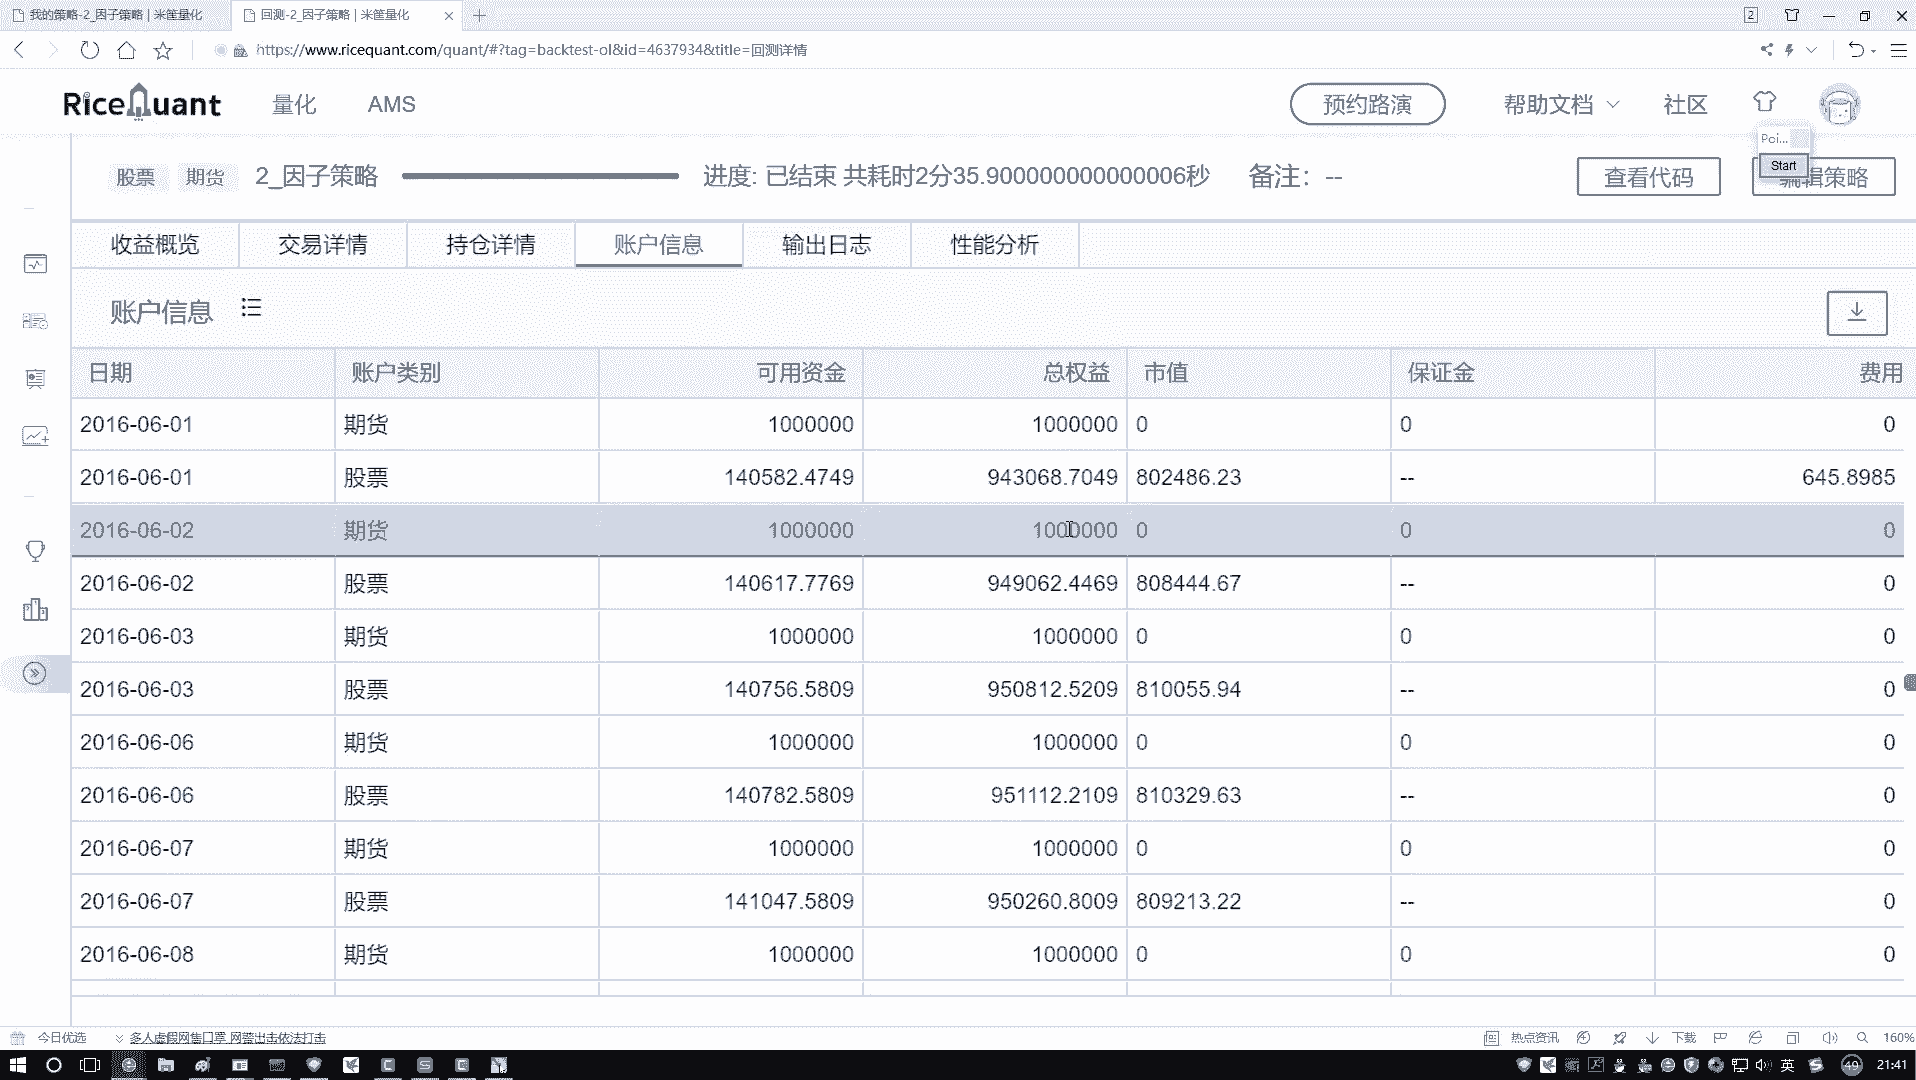 我的策略-2_因子策略 | 米筐量化
回测-2_因子策略 | 米筐量化
2
https://www.ricequant.com/quant/#?tag=backtest-ol&id=4637934&title=回测详情
RiceQuant 量化 AMS 预约路演 帮助文档 社区
Poi...
Start
股票 期货 2_因子策略 进度: 已结束 共耗时2分35.900000000000006秒 备注: -- 查看代码 编辑策略
收益概览 交易详情 持仓详情 账户信息 输出日志 性能分析
账户信息
日期 账户类别 可用资金 总权益 市值 保证金 费用
2016-06-01 期货 1000000 1000000 0 0 0
2016-06-01 股票 140582.4749 943068.7049 802486.23 -- 645.8985
2016-06-02 期货 1000000 1000000 0 0 0
2016-06-02 股票 140617.7769 949062.4469 808444.67 -- 0
2016-06-03 期货 1000000 1000000 0 0 0
2016-06-03 股票 140756.5809 950812.5209 810055.94 -- 0
2016-06-06 期货 1000000 1000000 0 0 0
2016-06-06 股票 140782.5809 951112.2109 810329.63 -- 0
2016-06-07 期货 1000000 1000000 0 0 0
2016-06-07 股票 141047.5809 950260.8009 809213.22 -- 0
2016-06-08 期货 1000000 1000000 0 0 0
今日优选 多人虚假网售口罩 网警出击依法打击 热点资讯 下载 160%
英 49 21:41